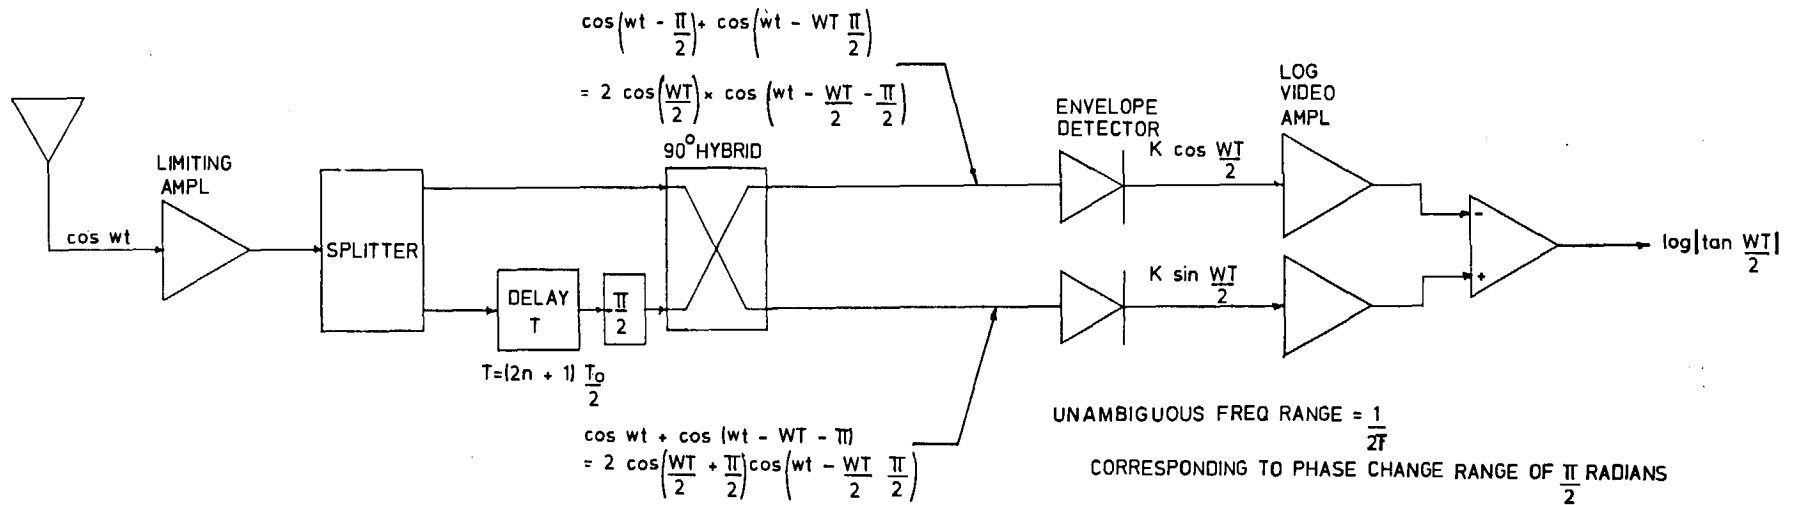 cos(wt - π/2) + cos(wt - WT π/2)
= 2 cos(WT/2) × cos (wt - WT/2 - π/2)
LIMITING
AMPL
cos wt
SPLITTER
DELAY
T
T=(2n + 1) To/2
π/2
90° HYBRID
cos wt + cos (wt - WT - π)
= 2 cos(WT/2 + π/2) cos(wt - WT/2 π/2)
ENVELOPE
DETECTOR
K cos WT/2
K sin WT/2
LOG
VIDEO
AMPL
-
+
log|tan WT/2|
UNAMBIGUOUS FREQ RANGE = 1/2T
CORRESPONDING TO PHASE CHANGE RANGE OF π/2 RADIANS